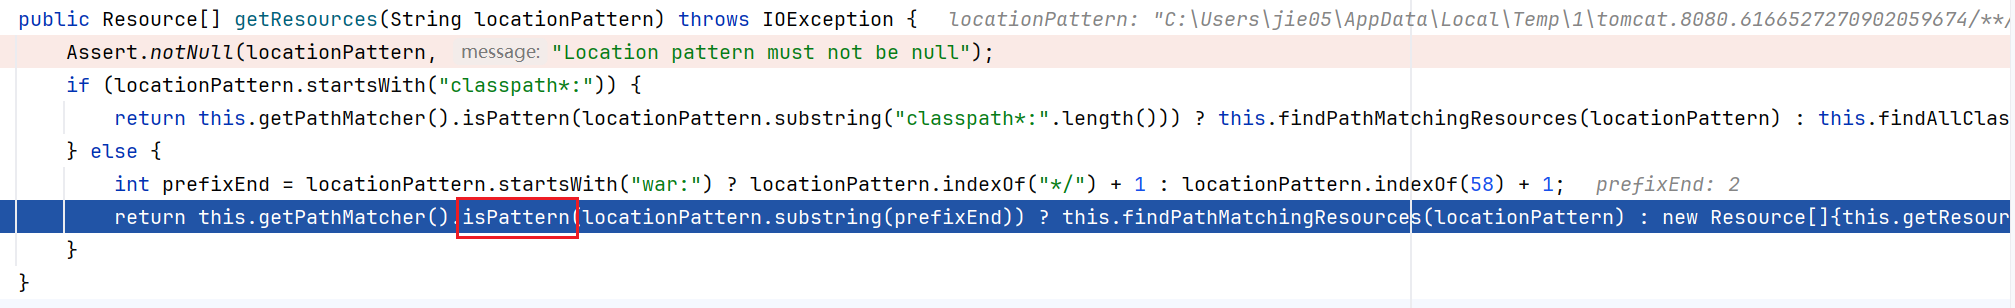 public Resource[] getResources(String locationPattern) throws IOException {   locationPattern: "C:\Users\jie05\AppData\Local\Temp\1\tomcat.8080.6166527270902059674/**/
    Assert.notNull(locationPattern,  message: "Location pattern must not be null");
    if (locationPattern.startsWith("classpath*:")) {
        return this.getPathMatcher().isPattern(locationPattern.substring("classpath*:".length())) ? this.findPathMatchingResources(locationPattern) : this.findAllClas
    } else {
        int prefixEnd = locationPattern.startsWith("war:") ? locationPattern.indexOf("*/") + 1 : locationPattern.indexOf(58) + 1;   prefixEnd: 2
        return this.getPathMatcher().isPattern(locationPattern.substring(prefixEnd)) ? this.findPathMatchingResources(locationPattern) : new Resource[]{this.getResour
    }
}